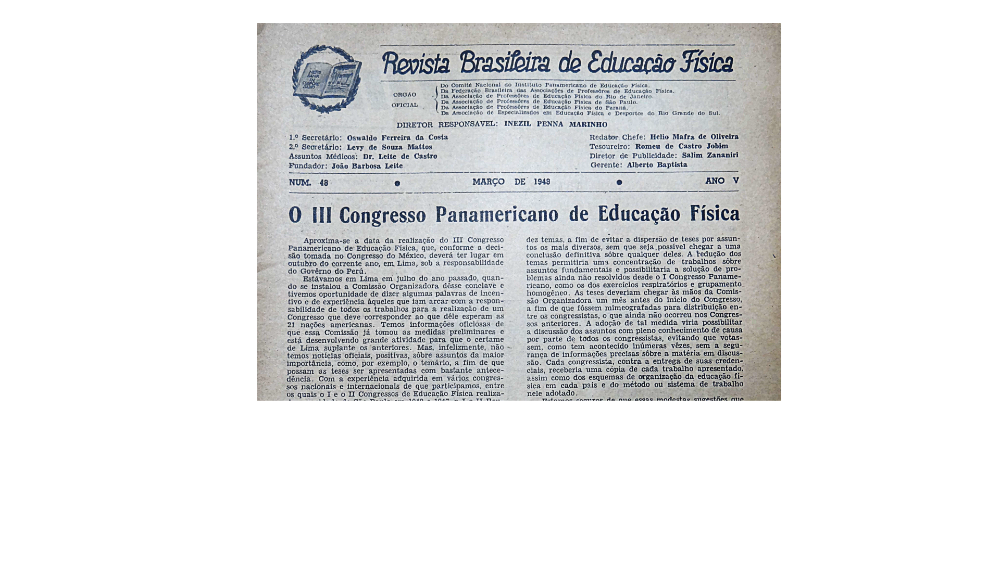 MENS
SANA
IN
CORPORE
SANO
Revista Brasileira de Educação Física
ORGÃO
OFICIAL
Do Comité Nacional do Instituto Panamericano de Educação Física.
Da Federação Brasileira das Associações de Professôres de Educação Física.
Da Associação de Professôres de Educação Física do Rio de Janeiro.
Da Associação de Professôres de Educação Física de São Paulo.
Da Associação de Professôres de Educação Física do Paraná.
Da Associação de Especializados em Educação Física e Desportos do Rio Grande do Sul.
DIRETOR RESPONSÁVEL: INEZIL PENNA MARINHO
1.º Secretário: Oswaldo Ferreira da Costa
2.º Secretário: Levy de Souza Mattos
Assuntos Médicos: Dr. Leite de Castro
Fundador: João Barbosa Leite
Redator Chefe: Helio Mafra de Oliveira
Tesoureiro: Romeu de Castro Jobim
Diretor de Publicidade: Salim Zananiri
Gerente: Alberto Baptista
NUM. 48 ● MARÇO DE 1948 ● ANO V
O III Congresso Panamericano de Educação Física
Aproxima-se a data da realização do III Congresso
Panamericano de Educação Física, que, conforme a deci-
são tomada no Congresso do México, deverá ter lugar em
outubro do corrente ano, em Lima, sob a responsabilidade
do Govêrno do Perú.
Estávamos em Lima em julho do ano passado, quan-
do se instalou a Comissão Organizadora dêsse conclave e
tivemos oportunidade de dizer algumas palavras de incen-
tivo e de experiência àqueles que iam arcar com a respon-
sabilidade de todos os trabalhos para a realização de um
Congresso que deve corresponder ao que dêle esperam as
21 nações americanas. Temos informações oficiosas de
que essa Comissão já tomou as medidas preliminares e
está desenvolvendo grande atividade para que o certame
de Lima suplante os anteriores. Mas, infelizmente, não
temos notícias oficiais, positivas, sôbre assuntos da maior
importância, como, por exemplo, o temário, a fim de que
possam as teses ser apresentadas com bastante antece-
dência. Com a experiência adquirida em vários congres-
sos nacionais e internacionais de que participamos, entre
os quais o I e o II Congressos de Educação Física realiza-
dez temas, a fim de evitar a dispersão de teses por assun-
tos os mais diversos, sem que seja possível chegar a uma
conclusão definitiva sôbre qualquer deles. A redução dos
temas permitiria uma concentração de trabalhos sôbre
assuntos fundamentais e possibilitaria a solução de pro-
blemas ainda não resolvidos desde o I Congresso Paname-
ricano, como os dos exercícios respiratórios e grupamento
homogêneo. As teses deveriam chegar às mãos da Comis-
são Organizadora um mês antes do início do Congresso,
a fim de que fôssem mimeografadas para distribuição en-
tre os congressistas, o que ainda não ocorreu nos Congres-
sos anteriores. A adoção de tal medida viria possibilitar
a discussão dos assuntos com pleno conhecimento de causa
por parte de todos os congressistas, evitando que votas-
sem, como tem acontecido inúmeras vêzes, sem a segu-
rança de informações precisas sôbre a matéria em discus-
são. Cada congressista, contra a entrega de suas creden-
ciais, receberia uma cópia de cada trabalho apresentado,
assim como dos esquemas de organização da educação fí-
sica em cada país e do método ou sistema de trabalho
nele adotado.
Estamos seguros de que essas modestas sugestões que